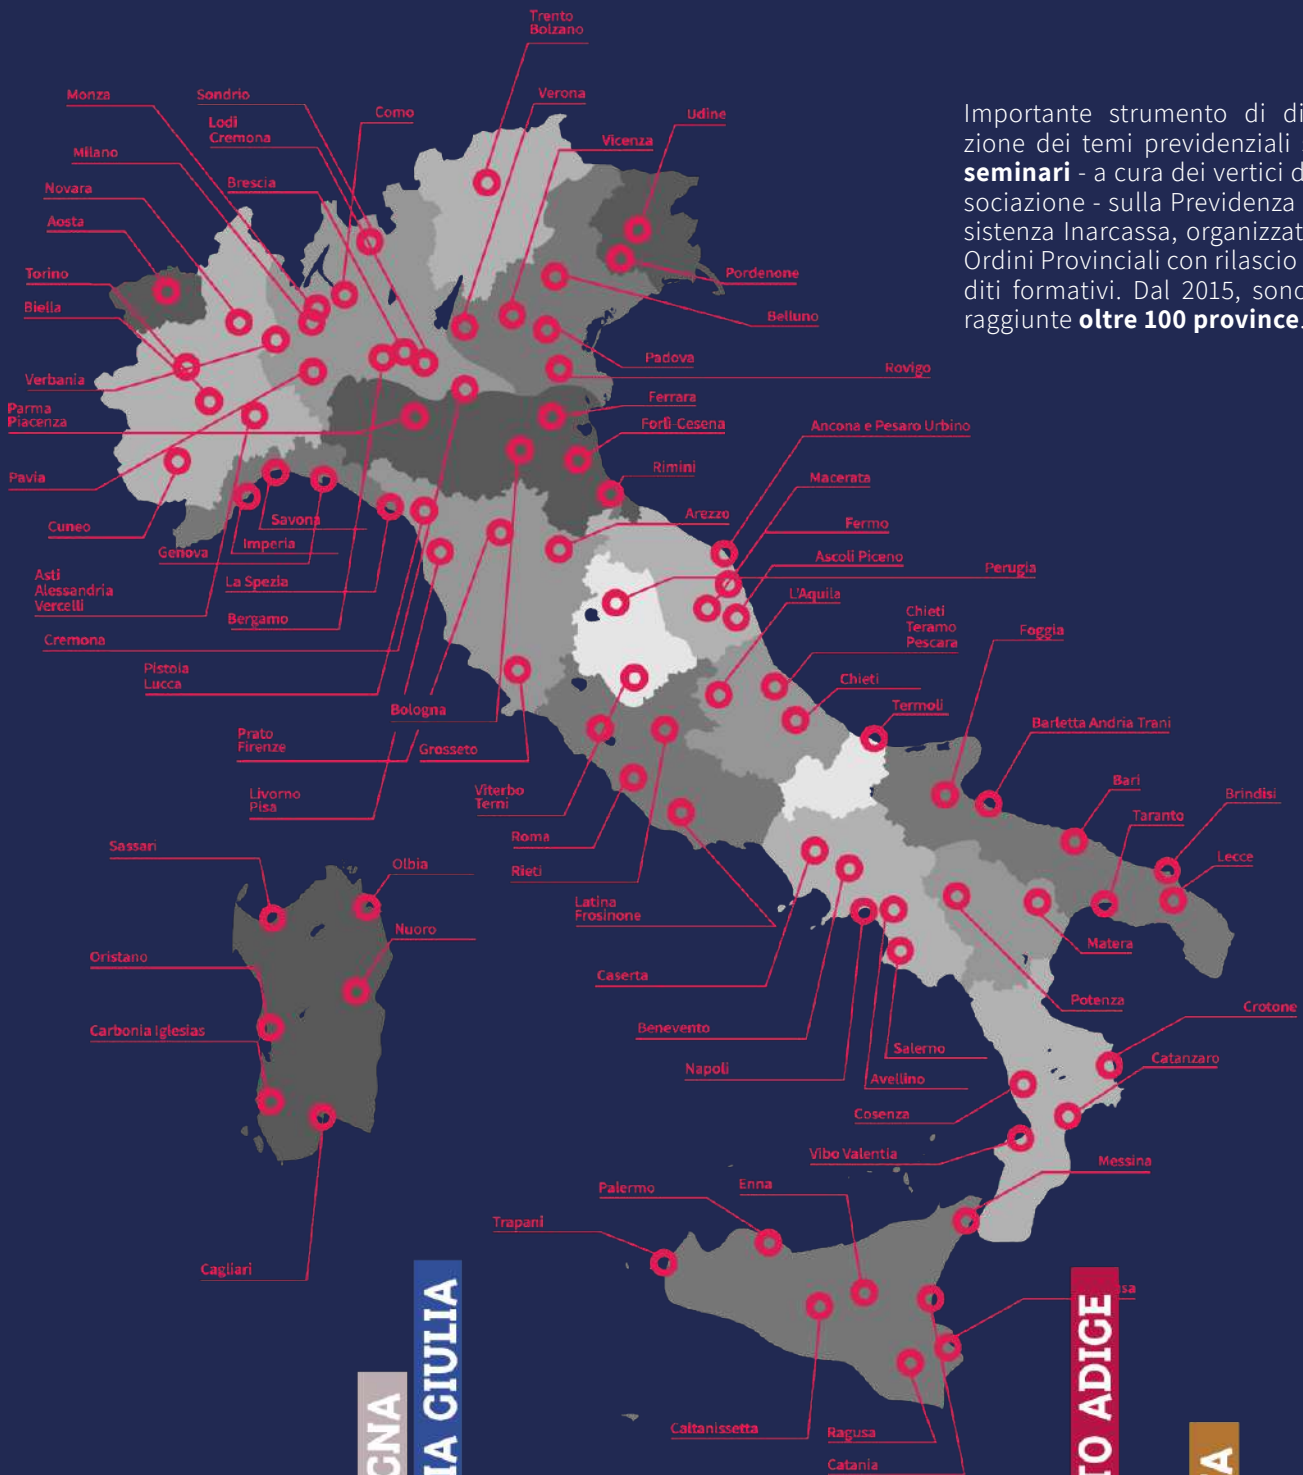 Trento
Bolzano
Monza
Sondrio
Verona
Como
Udine
Lodi
Cremona
Milano
Vicenza
Novara
Brescia
Aosta
Torino
Pordenone
Biella
Belluno
Padova
Rovigo
Verbania
Ferrara
Parma
Piacenza
Forlì-Cesena
Ancona e Pesaro Urbino
Rimini
Macerata
Pavia
Arezzo
Fermo
Cuneo
Savona
Imperia
Genova
Ascoli Piceno
Perugia
Asti
Alessandria
Vercelli
La Spezia
L'Aquila
Bergamo
Chieti
Teramo
Pescara
Foggia
Cremona
Pistoia
Lucca
Chieti
Bologna
Termoli
Barletta Andria Trani
Prato
Firenze
Grosseto
Livorno
Pisa
Viterbo
Terni
Bari
Brindisi
Taranto
Roma
Sassari
Olbia
Rieti
Lecce
Latina
Frosinone
Nuoro
Matera
Oristano
Caserta
Potenza
Crotone
Carbonia Iglesias
Benevento
Salerno
Napoli
Avellino
Catanzaro
Cosenza
Vibo Valentia
Messina
Palermo
Enna
Trapani
Cagliari
Caltanissetta
Ragusa
Catania
Importante strumento di
zione dei temi previdenziali
seminari - a cura dei vertici
sociazione - sulla Previdenza
sistenza Inarcassa,
Ordini Provinciali con rilascio
diti formativi. Dal 2015,
raggiunte oltre 100 province.
GIULIA
ADIGE